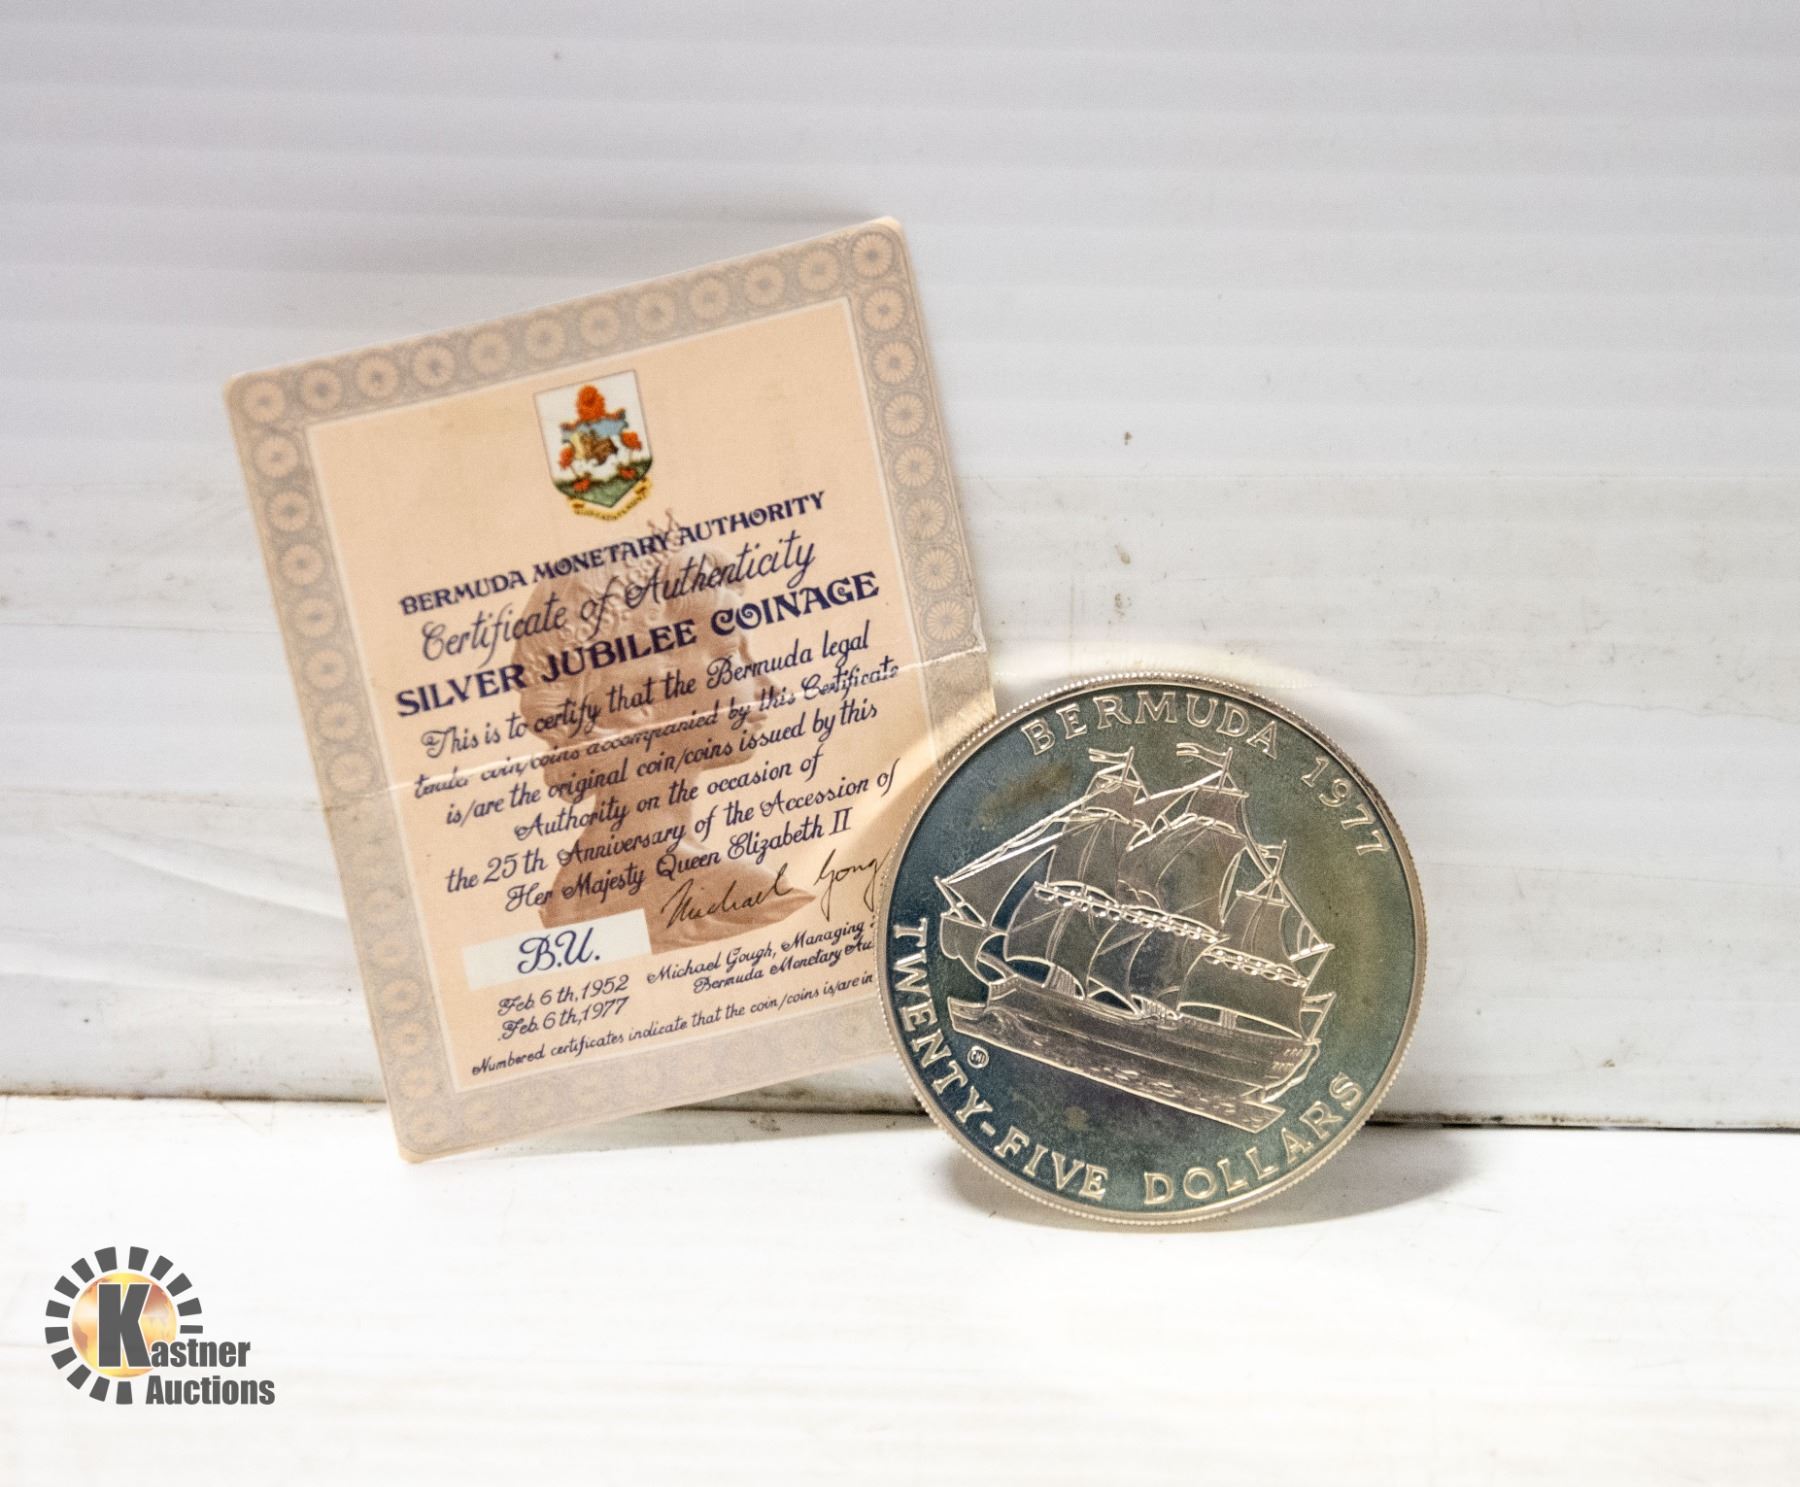 BERMUDA MONETARY AUTHORITY
Certificate of Authenticity
SILVER JUBILEE COINAGE
This is to certify that the Bermuda legal
tender coin/coins accompanied by this Certificate
is/are the original coin/coins issued by this
Authority on the occasion of
the 25th Anniversary of the Accession of
Her Majesty Queen Elizabeth II
Michael Gough
B.U.
Feb. 6th, 1952
Feb. 6th, 1977
Michael Gough, Managing
Bermuda Monetary Au
Numbered certificates indicate that the coin/coins is/are in
BERMUDA 1977
TWENTY-FIVE DOLLARS
Kastner
Auctions